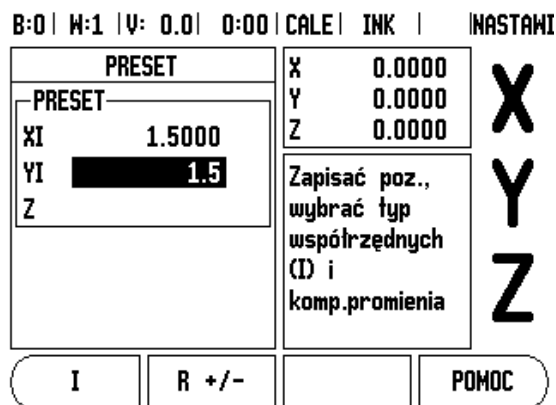 B:0 | W:1 | V: 0.0 | 0:00 | CALE | INK | | NASTAWI
PRESET
PRESET
XI 1.5000
YI 1.5
Z
X 0.0000
Y 0.0000
Z 0.0000
Zapisać poz.,
wybrać typ
współrzędnych
(I) i
komp.promienia
X
Y
Z
I R +/- POMOC